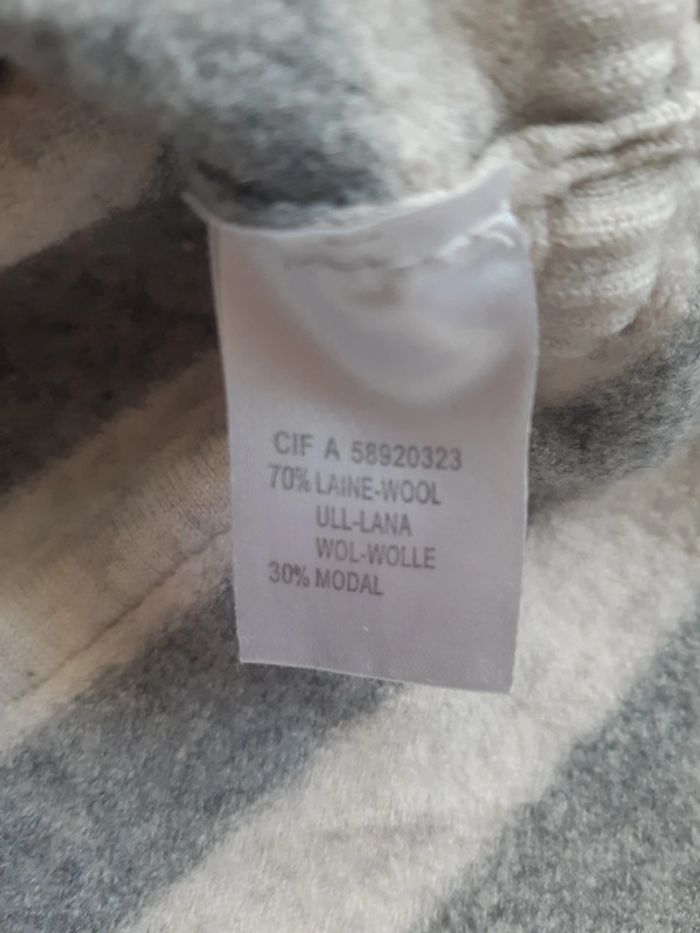 CIF A 58920323
70% LAINE-WOOL
ULL-LANA
WOL-WOLLE
30% MODAL